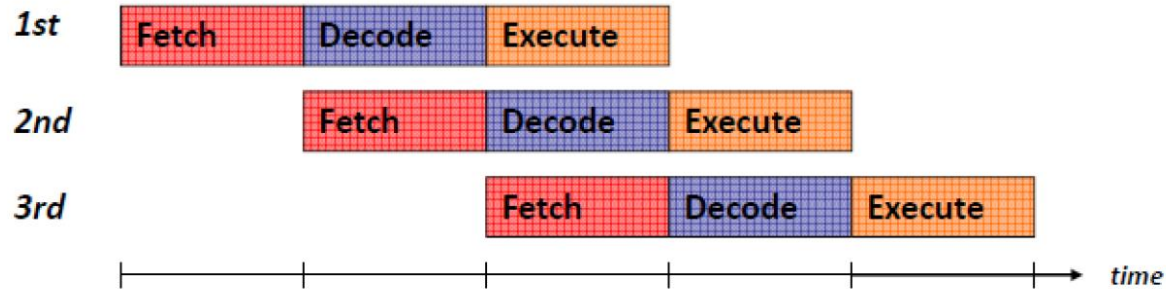 1st Fetch Decode Execute
2nd Fetch Decode Execute
3rd Fetch Decode Execute
time